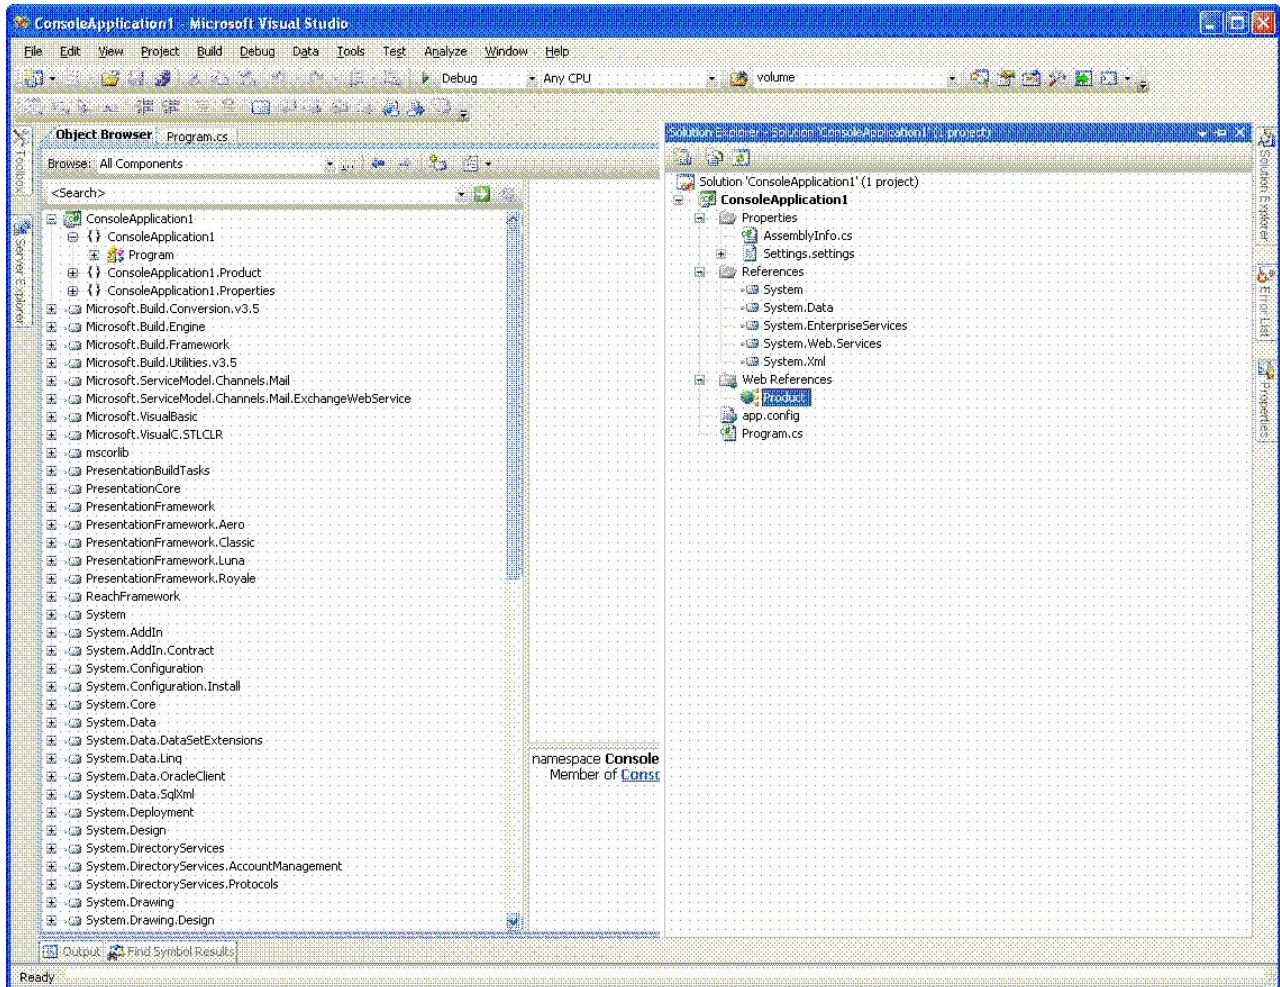 ConsoleApplication1 - Microsoft Visual Studio
File Edit View Project Build Debug Data Tools Test Analyze Window Help
Debug Any CPU volume
Object Browser Program.cs
Browse: All Components
<Search>
ConsoleApplication1
{} ConsoleApplication1
Program
{} ConsoleApplication1.Product
{} ConsoleApplication1.Properties
Microsoft.Build.Conversion.v3.5
Microsoft.Build.Engine
Microsoft.Build.Framework
Microsoft.Build.Utilities.v3.5
Microsoft.ServiceModel.Channels.Mail
Microsoft.ServiceModel.Channels.Mail.ExchangeWebService
Microsoft.VisualBasic
Microsoft.VisualC.STLCLR
mscorlib
PresentationBuildTasks
PresentationCore
PresentationFramework
PresentationFramework.Aero
PresentationFramework.Classic
PresentationFramework.Luna
PresentationFramework.Royale
ReachFramework
System
System.AddIn
System.AddIn.Contract
System.Configuration
System.Configuration.Install
System.Core
System.Data
System.Data.DataSetExtensions
System.Data.Linq
System.Data.OracleClient
System.Data.SqlXml
System.Deployment
System.Design
System.DirectoryServices
System.DirectoryServices.AccountManagement
System.DirectoryServices.Protocols
System.Drawing
System.Drawing.Design
namespace Console
Member of Consc
Solution Explorer - Solution 'ConsoleApplication1' (1 project)
Solution 'ConsoleApplication1' (1 project)
ConsoleApplication1
Properties
AssemblyInfo.cs
Settings.settings
References
System
System.Data
System.EnterpriseServices
System.Web.Services
System.Xml
Web References
Product
app.config
Program.cs
Toolbox
Server Explorer
Solution Explorer
Error List
Properties
Output Find Symbol Results
Ready